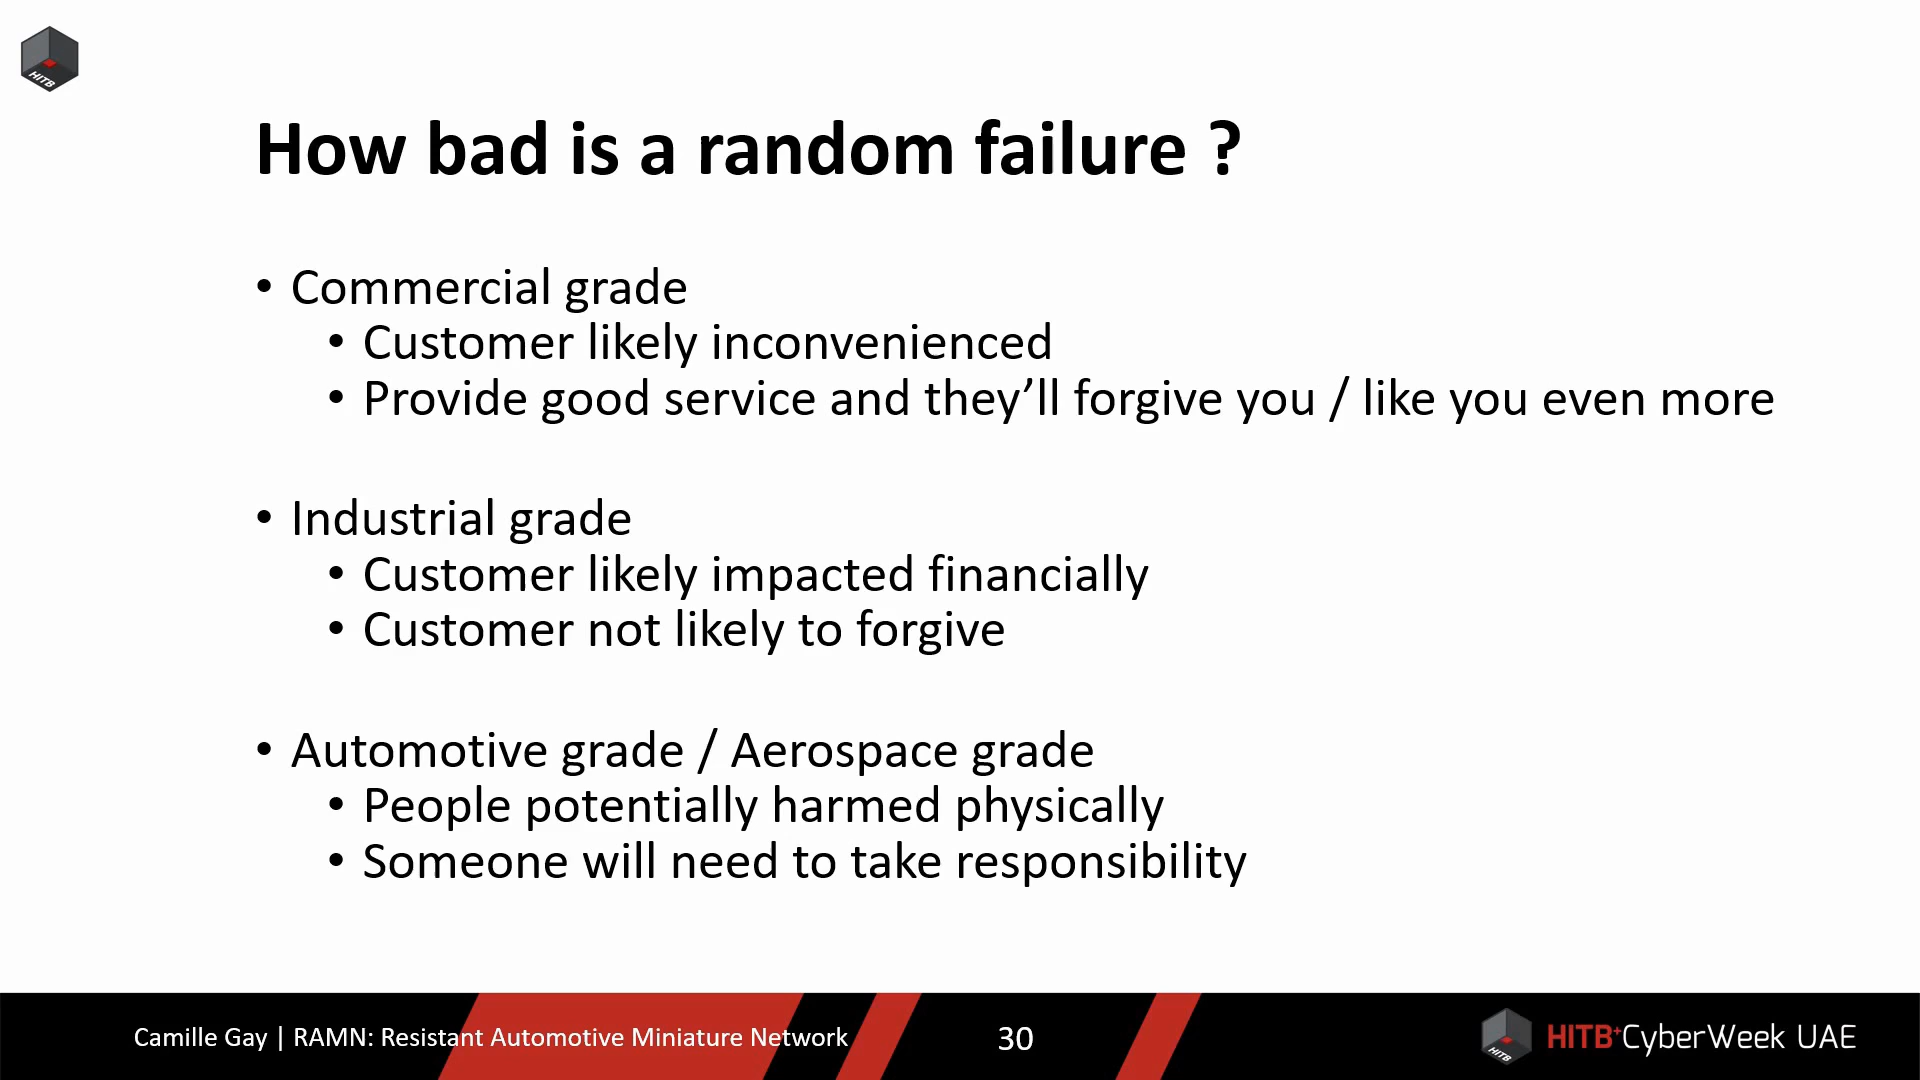 HITB
How bad is a random failure ?
• Commercial grade
• Customer likely inconvenienced
• Provide good service and they’ll forgive you / like you even more
• Industrial grade
• Customer likely impacted financially
• Customer not likely to forgive
• Automotive grade / Aerospace grade
• People potentially harmed physically
• Someone will need to take responsibility
Camille Gay | RAMN: Resistant Automotive Miniature Network
30
HITB
HITB+CyberWeek UAE